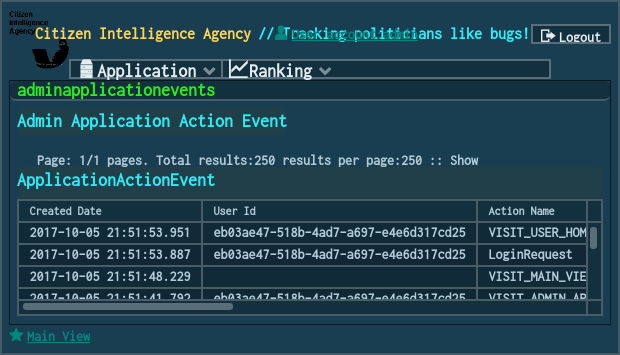 Citizen
Intelligence
Agency
Citizen Intelligence Agency // Tracking politicians like bugs!
Logout
Application
Ranking
adminapplicationevents
Admin Application Action Event
Page: 1/1 pages. Total results:250 results per page:250 :: Show
ApplicationActionEvent
Created Date User Id Action Name
2017-10-05 21:51:53.951 eb03ae47-518b-4ad7-a697-e4e6d317cd25 VISIT_USER_HOM
2017-10-05 21:51:53.887 eb03ae47-518b-4ad7-a697-e4e6d317cd25 LoginRequest
2017-10-05 21:51:48.229 VISIT_MAIN_VIE
2017-10-05 21:51:41.792 eb03ae47-518b-4ad7-a697-e4e6d317cd25 VISIT_ADMIN_AP
Main View